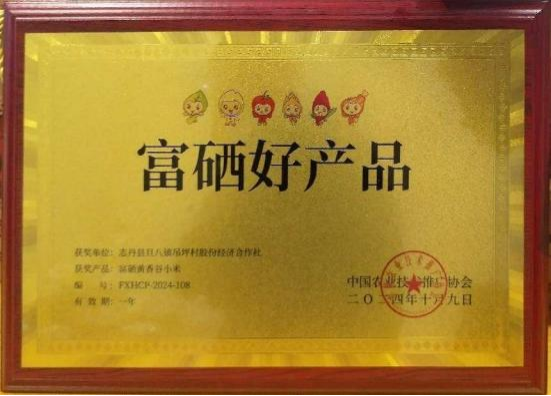 富硒好产品
获奖单位：志丹县旦八镇吊坪村股份经济合作社
获奖产品：富硒黄香谷小米
编 号：FXHCP-2024-108
有 效 期：一年
中国农业技术推广协会
二〇二四年十月九日